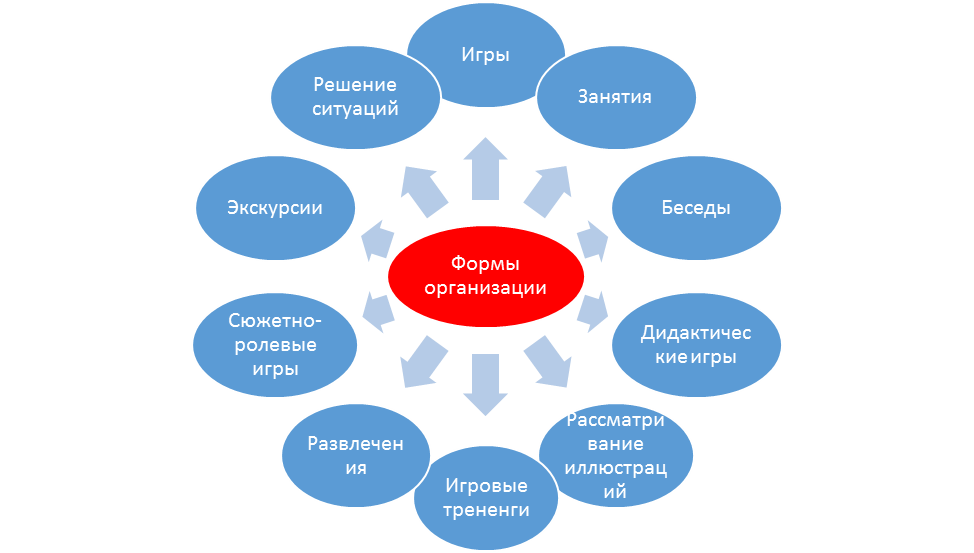 Игры
Занятия
Беседы
Дидактичес
кие игры
Рассматри
вание
иллюстрац
ий
Игровые
трененги
Развлечен
ия
Сюжетно-
ролевые
игры
Экскурсии
Решение
ситуаций
Формы
организации